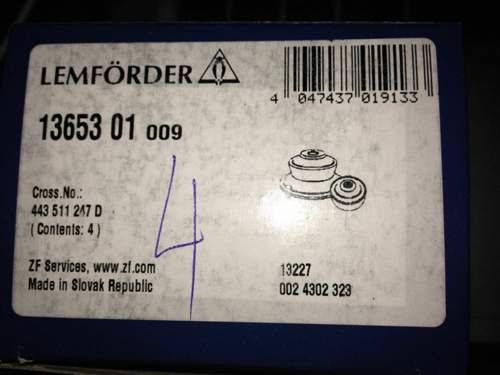 LEMFÖRDER
4 047437 019133
13653 01 009
Cross.No.:
443 511 247 D
( Contents: 4 )
4
ZF Services, www.zf.com
Made in Slovak Republic
13227
002 4302 323